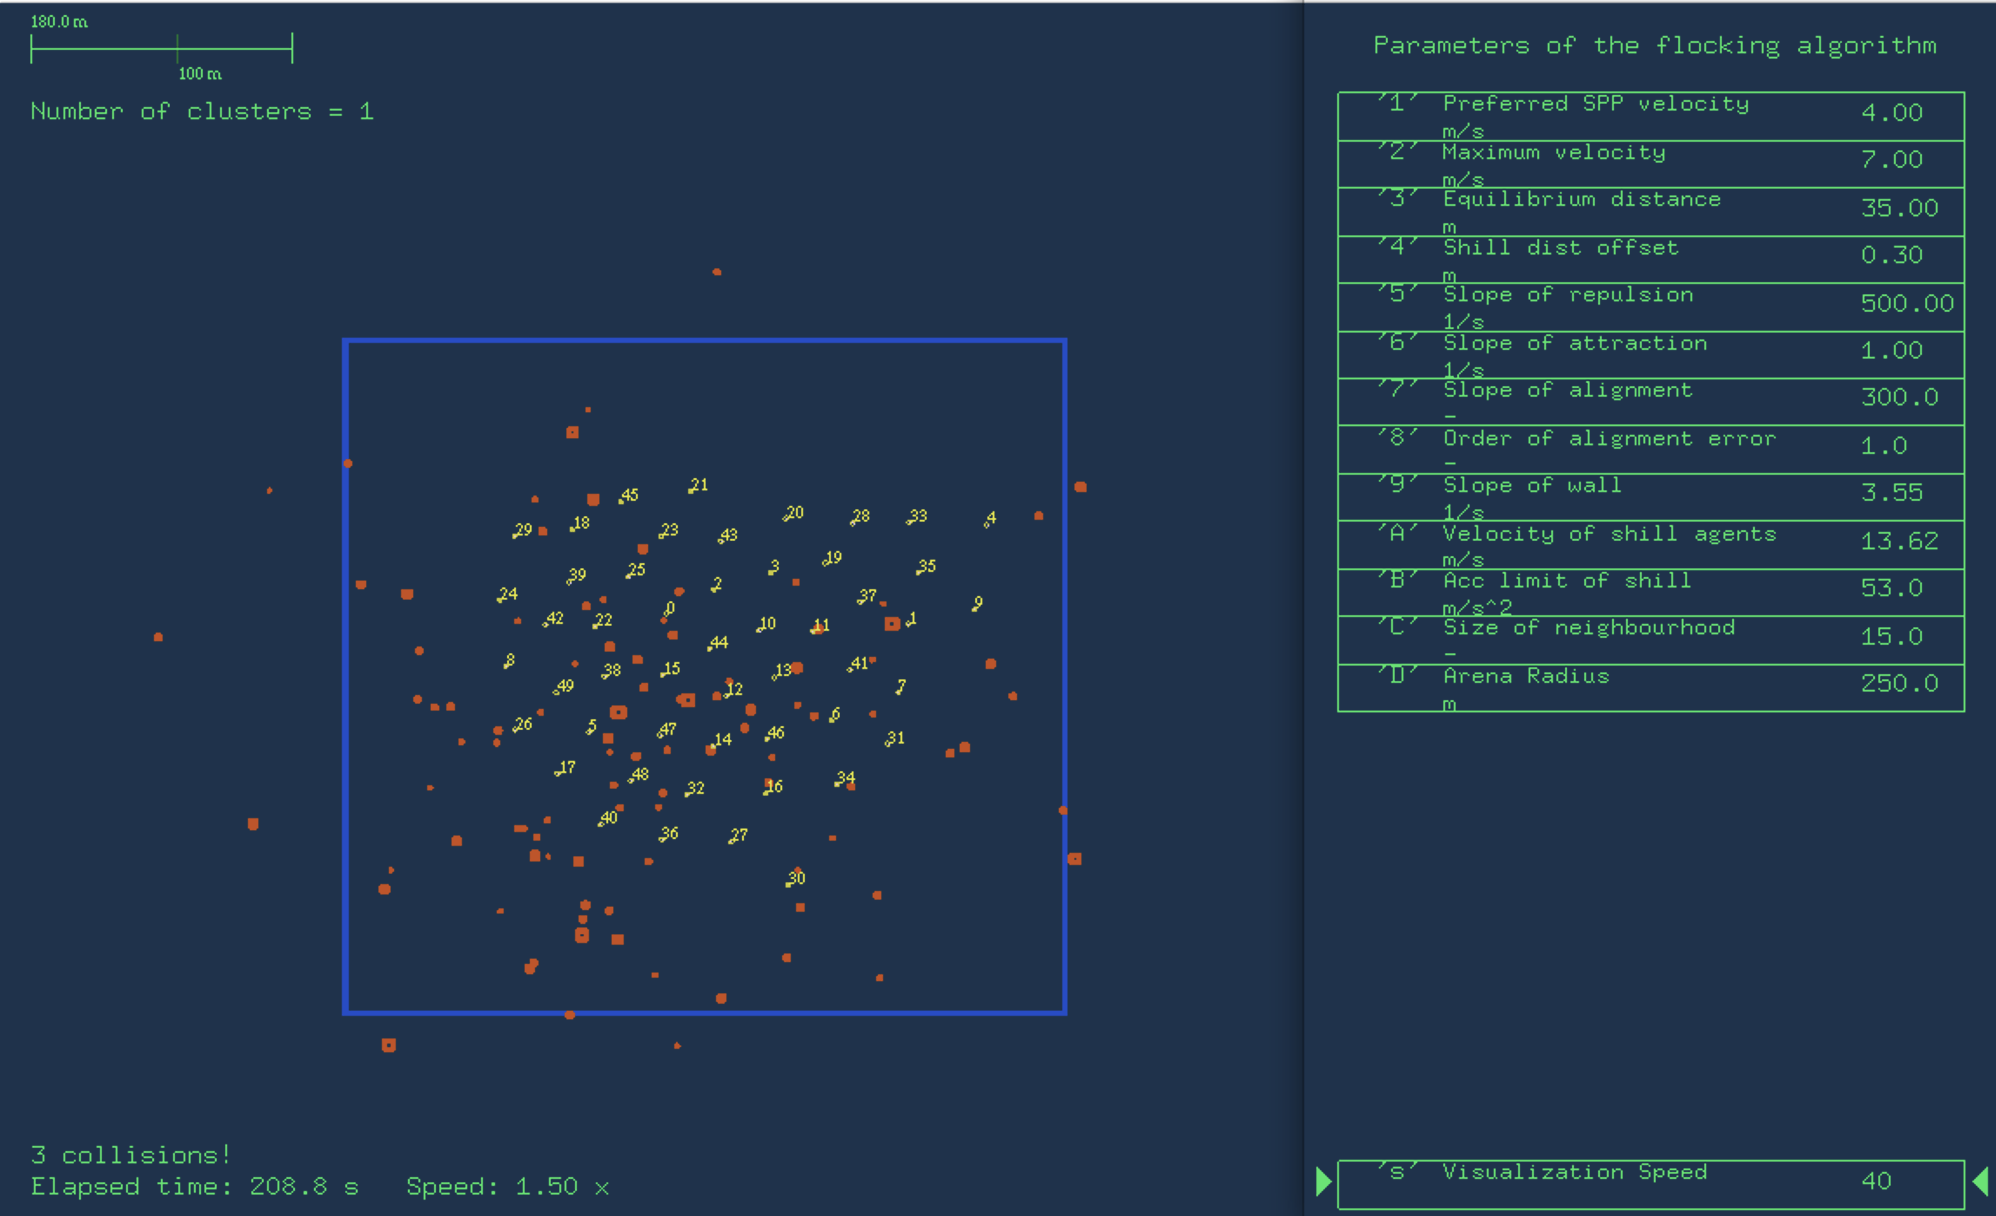 180.0 m
100 m
Number of clusters = 1
21
45
20
28
33
4
29
18
23
43
19
3
35
39
25
2
24
0
37
9
42
22
10
11
1
44
8
38
15
13
41
49
12
7
26
5
47
14
46
6
31
17
48
32
16
34
40
36
27
30
3 collisions!
Elapsed time: 208.8 s Speed: 1.50 x
Parameters of the flocking algorithm
'1' Preferred SPP velocity 4.00
m/s
'2' Maximum velocity 7.00
m/s
'3' Equilibrium distance 35.00
m
'4' Shill dist offset 0.30
m
'5' Slope of repulsion 500.00
1/s
'6' Slope of attraction 1.00
1/s
'7' Slope of alignment 300.0
–
'8' Order of alignment error 1.0
–
'9' Slope of wall 3.55
1/s
'A' Velocity of shill agents 13.62
m/s
'B' Acc limit of shill 53.0
m/s^2
'C' Size of neighbourhood 15.0
–
'D' Arena Radius 250.0
m
's' Visualization Speed 40